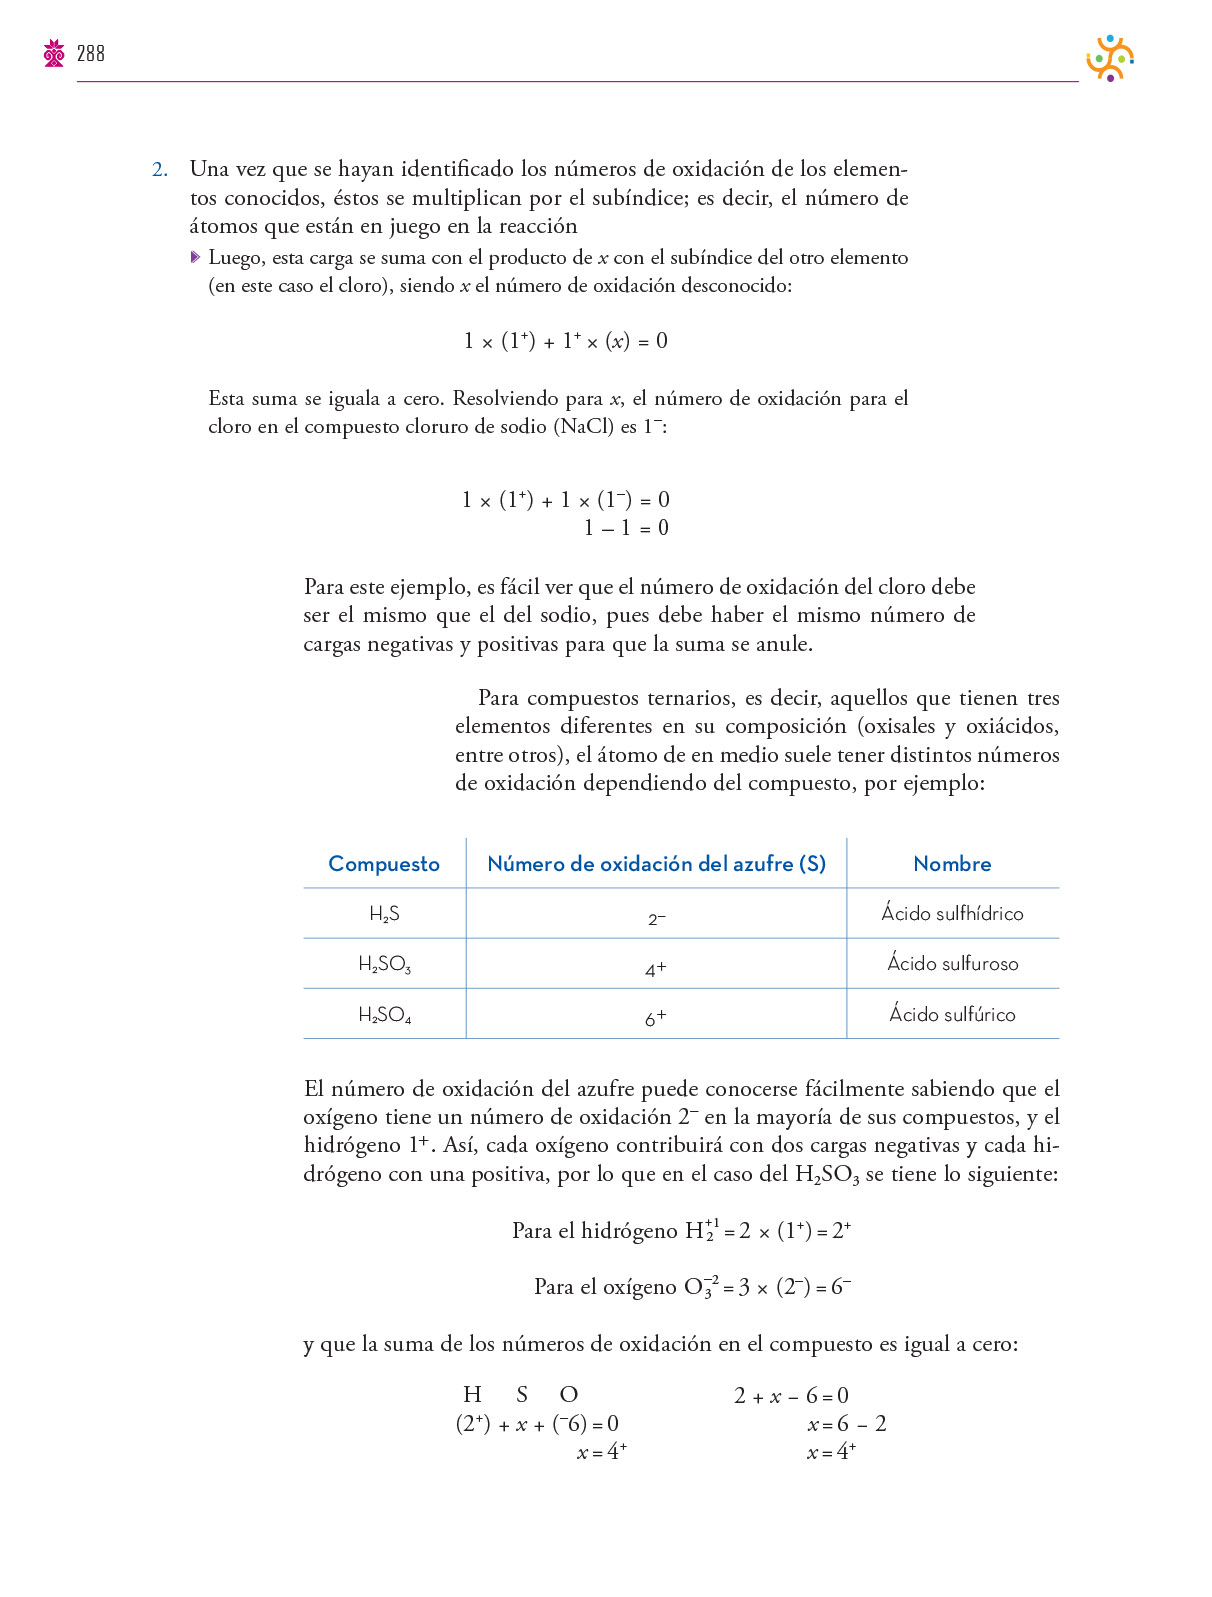 288
2. Una vez que se hayan identificado los números de oxidación de los elemen-
tos conocidos, éstos se multiplican por el subíndice; es decir, el número de
átomos que están en juego en la reacción
Luego, esta carga se suma con el producto de x con el subíndice del otro elemento
(en este caso el cloro), siendo x el número de oxidación desconocido:
1 × (1⁺) + 1⁺ × (x) = 0
Esta suma se iguala a cero. Resolviendo para x, el número de oxidación para el
cloro en el compuesto cloruro de sodio (NaCl) es 1⁻:
1 × (1⁺) + 1 × (1⁻) = 0
1 – 1 = 0
Para este ejemplo, es fácil ver que el número de oxidación del cloro debe
ser el mismo que el del sodio, pues debe haber el mismo número de
cargas negativas y positivas para que la suma se anule.
Para compuestos ternarios, es decir, aquellos que tienen tres
elementos diferentes en su composición (oxisales y oxiácidos,
entre otros), el átomo de en medio suele tener distintos números
de oxidación dependiendo del compuesto, por ejemplo:
Compuesto Número de oxidación del azufre (S) Nombre
H₂S 2⁻ Ácido sulfhídrico
H₂SO₃ 4⁺ Ácido sulfuroso
H₂SO₄ 6⁺ Ácido sulfúrico
El número de oxidación del azufre puede conocerse fácilmente sabiendo que el
oxígeno tiene un número de oxidación 2⁻ en la mayoría de sus compuestos, y el
hidrógeno 1⁺. Así, cada oxígeno contribuirá con dos cargas negativas y cada hi-
drógeno con una positiva, por lo que en el caso del H₂SO₃ se tiene lo siguiente:
Para el hidrógeno H₂⁺¹ = 2 × (1⁺) = 2⁺
Para el oxígeno O₃⁻² = 3 × (2⁻) = 6⁻
y que la suma de los números de oxidación en el compuesto es igual a cero:
H S O
(2⁺) + x + (⁻6) = 0
x = 4⁺
2 + x – 6 = 0
x = 6 – 2
x = 4⁺